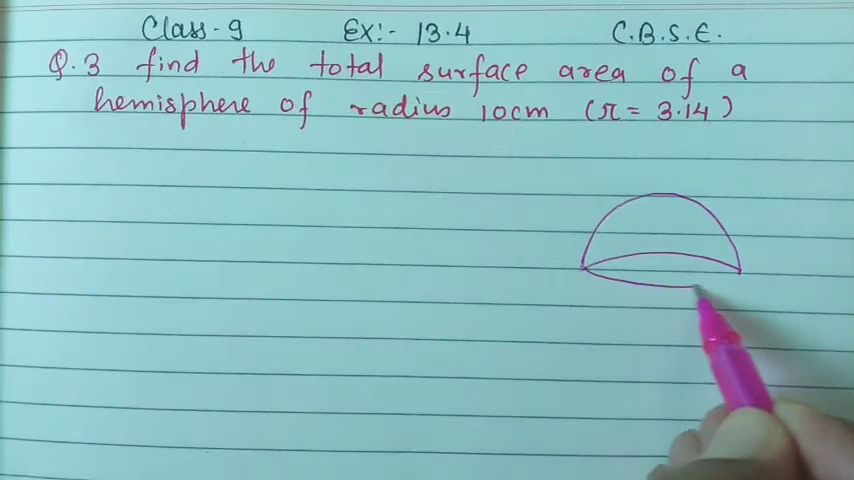 Class-9 Ex:- 13.4 C.B.S.E.
Q.3 find the total surface area of a
hemisphere of radius 10cm (π = 3.14)